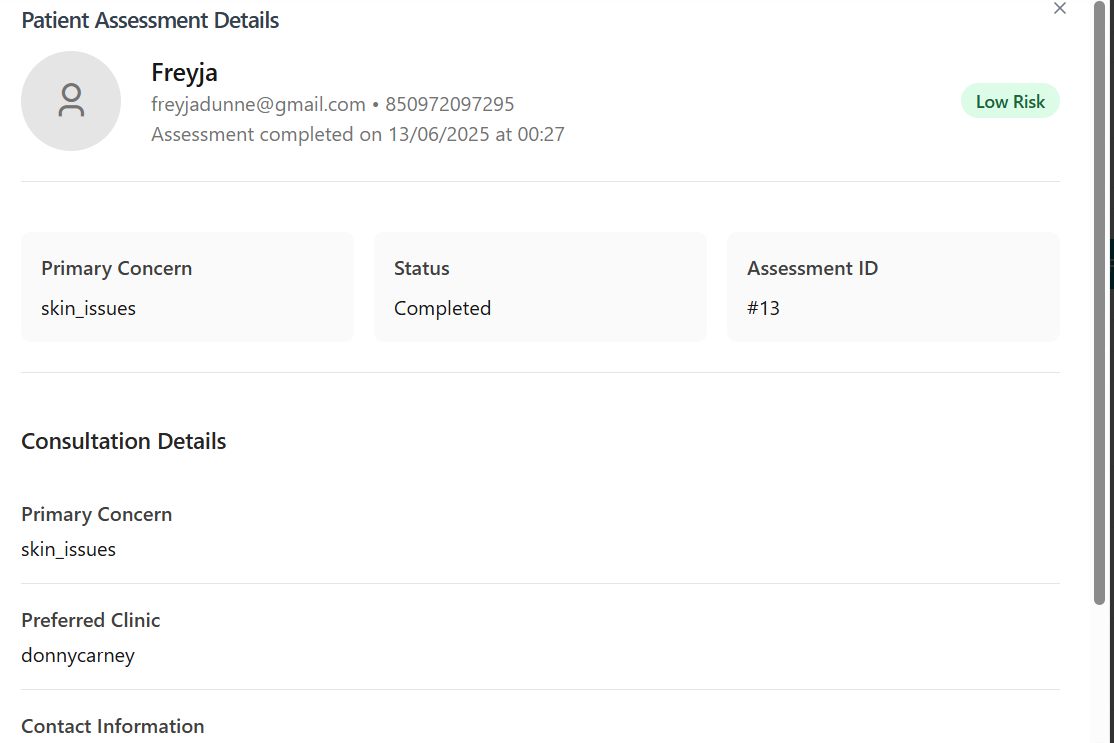 Patient Assessment Details
Freyja
freyjadunne@gmail.com • 850972097295
Low Risk
Assessment completed on 13/06/2025 at 00:27
Primary Concern
skin_issues
Status
Completed
Assessment ID
#13
Consultation Details
Primary Concern
skin_issues
Preferred Clinic
donnycarney
Contact Information